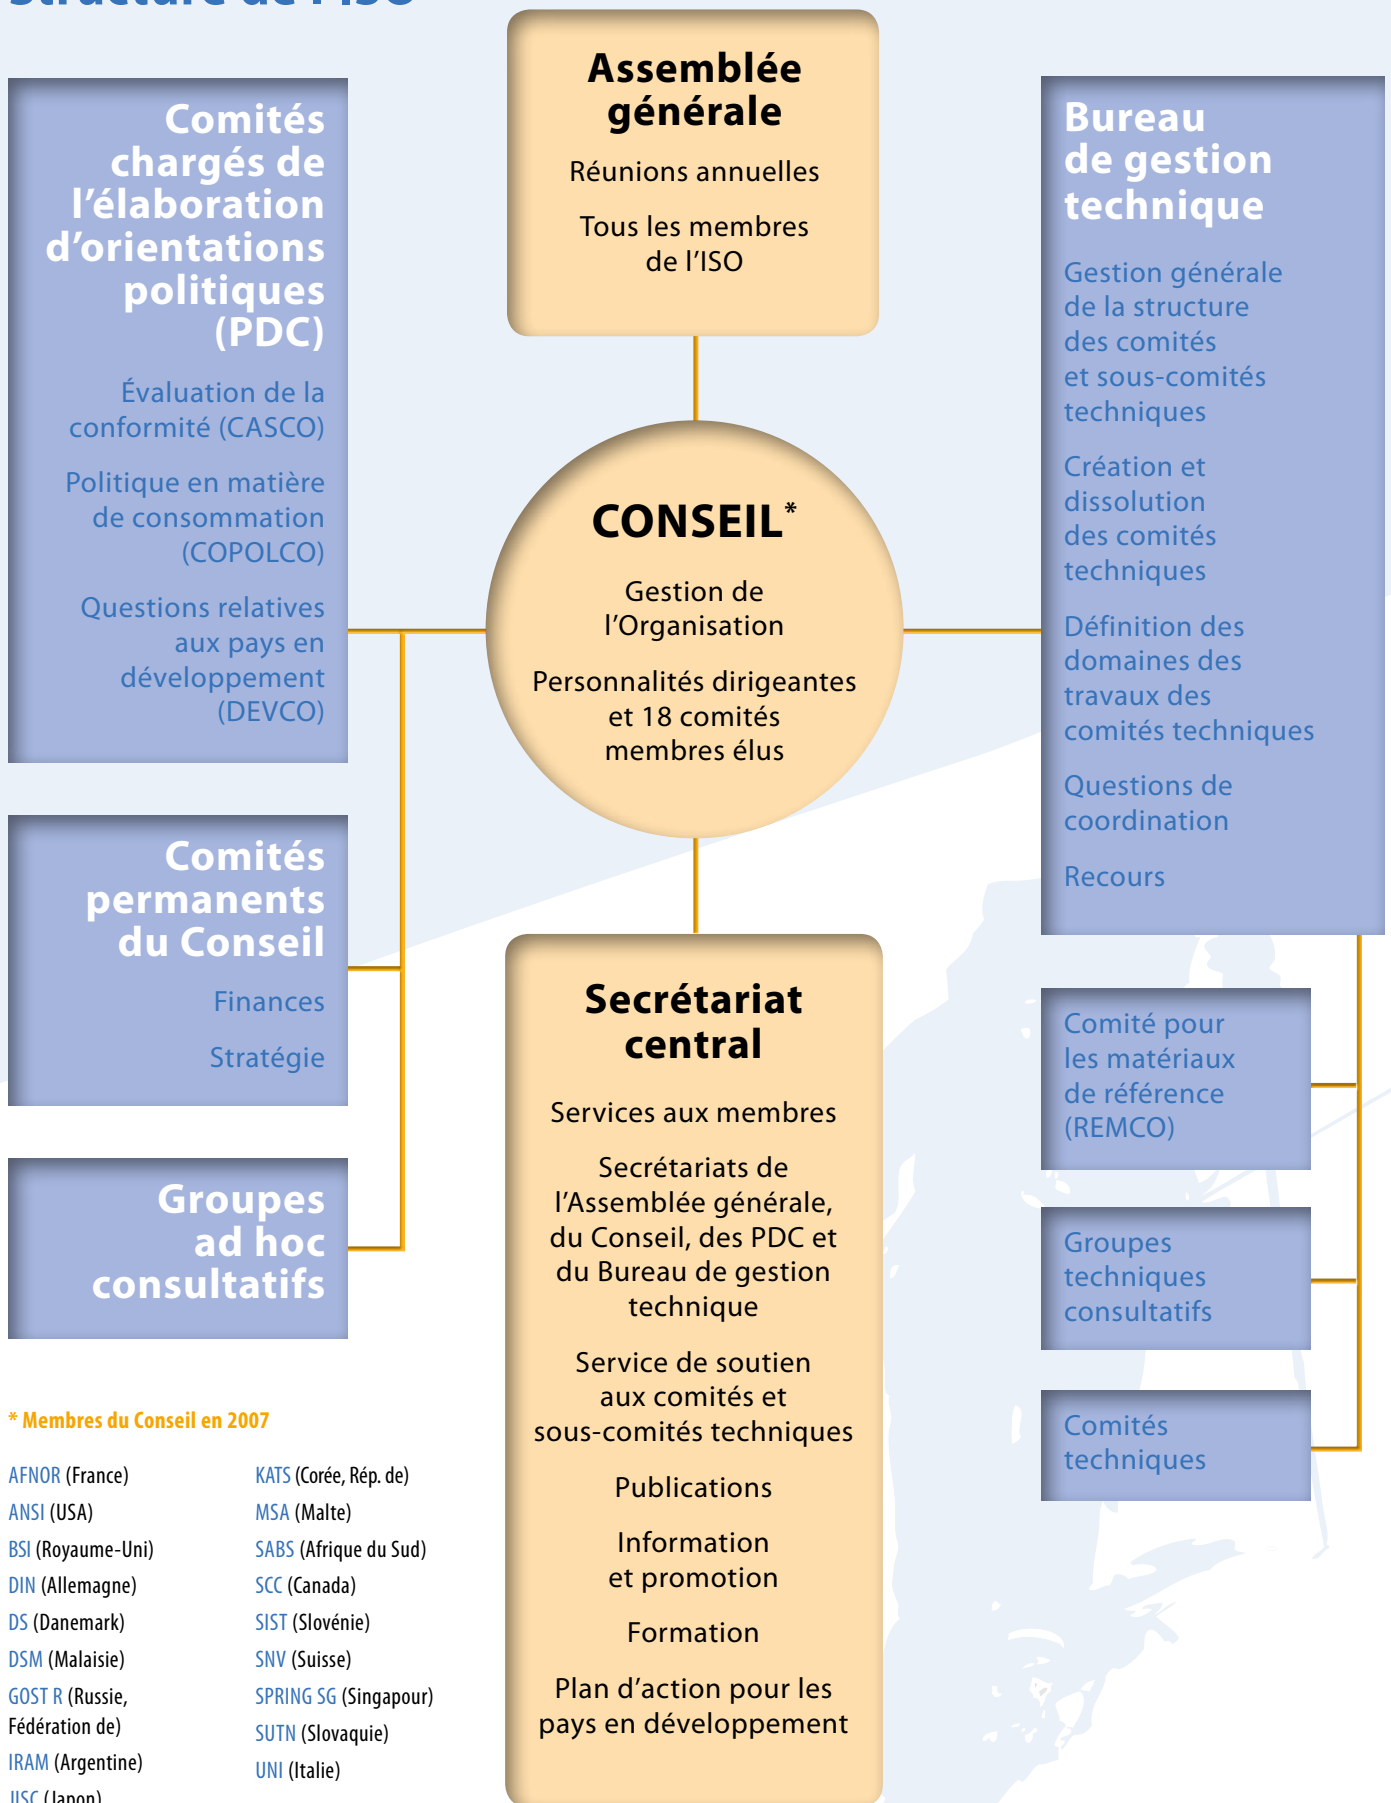 Structure de l'ISO
Assemblée
générale
Réunions annuelles
Tous les membres
de l'ISO
Comités
chargés de
l'élaboration
d'orientations
politiques
(PDC)
Évaluation de la
conformité (CASCO)
Politique en matière
de consommation
(COPOLCO)
Questions relatives
aux pays en
développement
(DEVCO)
CONSEIL*
Gestion de
l'Organisation
Personnalités dirigeantes
et 18 comités
membres élus
Bureau
de gestion
technique
Gestion générale
de la structure
des comités
et sous-comités
techniques
Création et
dissolution
des comités
techniques
Définition des
domaines des
travaux des
comités techniques
Questions de
coordination
Recours
Comités
permanents
du Conseil
Finances
Stratégie
Groupes
ad hoc
consultatifs
Secrétariat
central
Services aux membres
Secrétariats de
l'Assemblée générale,
du Conseil, des PDC et
du Bureau de gestion
technique
Service de soutien
aux comités et
sous-comités techniques
Publications
Information
et promotion
Formation
Plan d'action pour les
pays en développement
Comité pour
les matériaux
de référence
(REMCO)
Groupes
techniques
consultatifs
Comités
techniques
* Membres du Conseil en 2007
AFNOR (France)
ANSI (USA)
BSI (Royaume-Uni)
DIN (Allemagne)
DS (Danemark)
DSM (Malaisie)
GOST R (Russie,
Fédération de)
IRAM (Argentine)
JISC (Japon)
KATS (Corée, Rép. de)
MSA (Malte)
SABS (Afrique du Sud)
SCC (Canada)
SIST (Slovénie)
SNV (Suisse)
SPRING SG (Singapour)
SUTN (Slovaquie)
UNI (Italie)